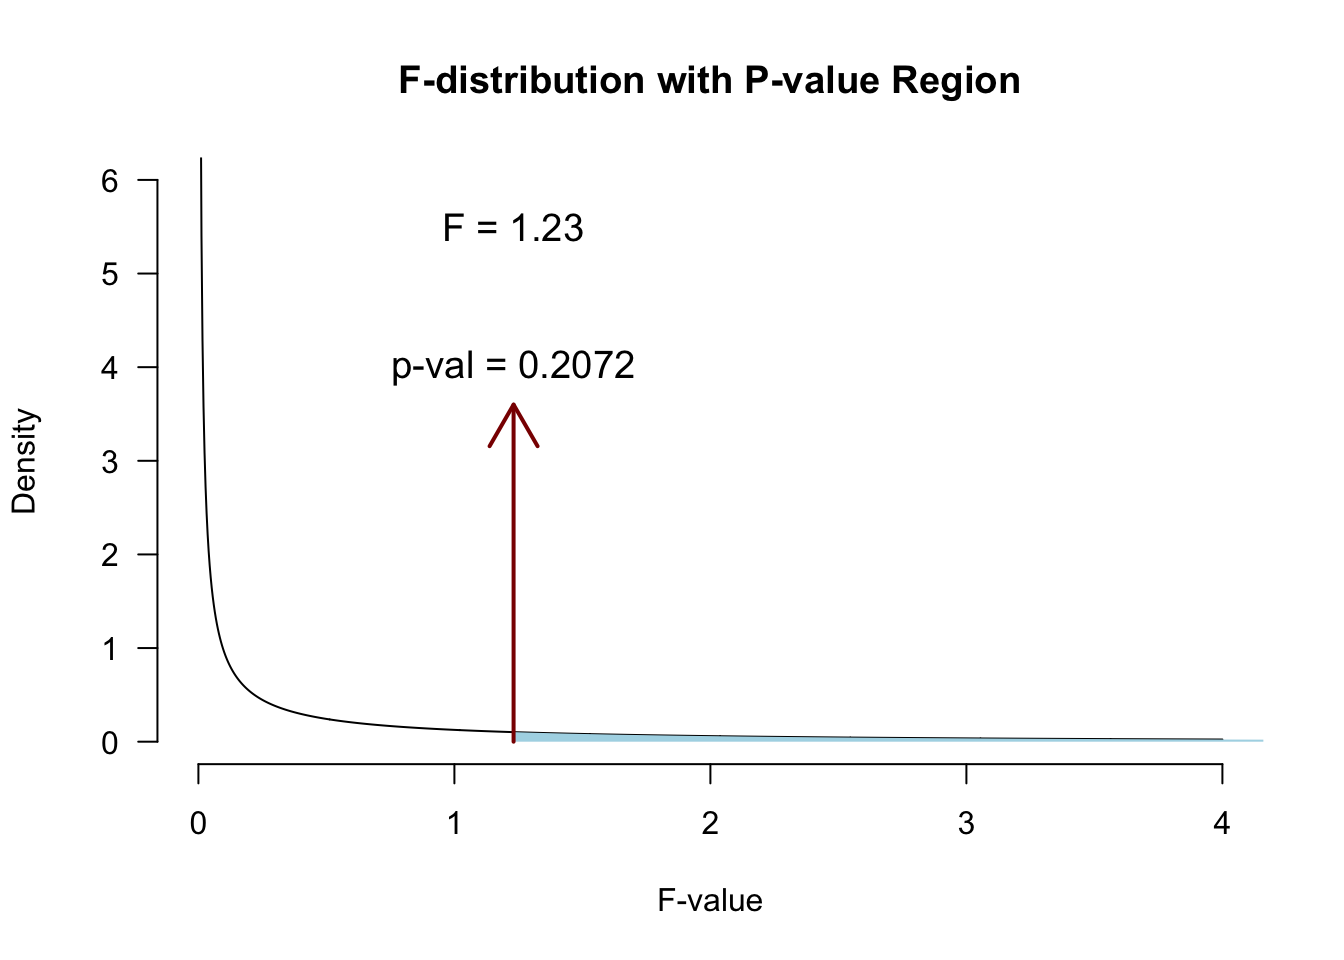 F-distribution with P-value Region
F = 1.23
p-val = 0.2072
Density
6
5
4
3
2
1
0
0 1 2 3 4
F-value